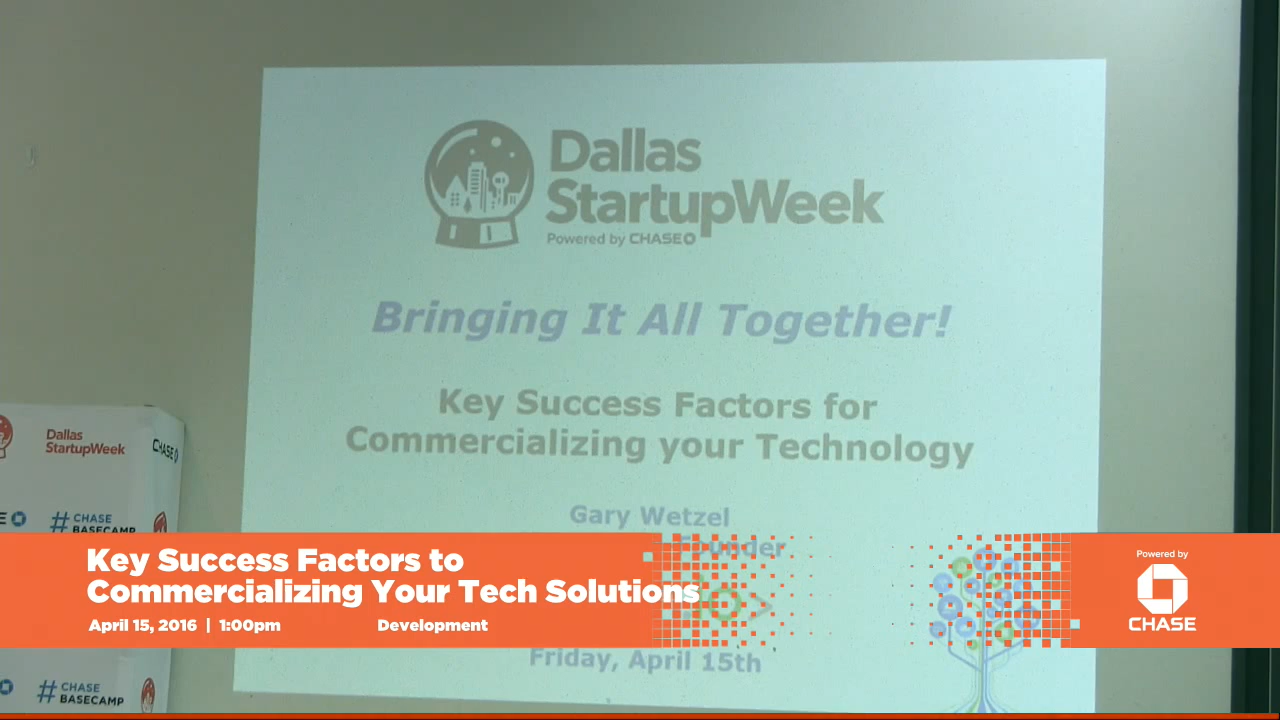 Dallas
StartupWeek
Powered by CHASE
Bringing It All Together!
Key Success Factors for
Commercializing your Technology
Gary Wetzel
Founder
Friday, April 15th
Dallas
StartupWeek
CHASE
# CHASE
BASECAMP
# CHASE
BASECAMP
Key Success Factors to
Commercializing Your Tech Solutions
April 15, 2016 | 1:00pm
Development
Powered by
CHASE